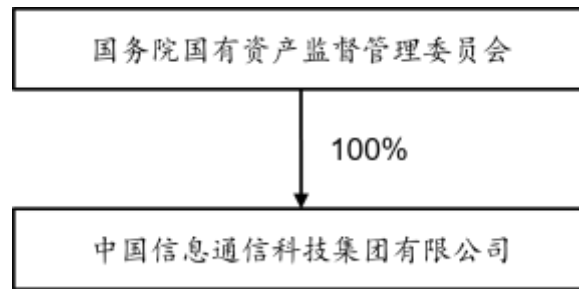 国务院国有资产监督管理委员会
100%
中国信息通信科技集团有限公司